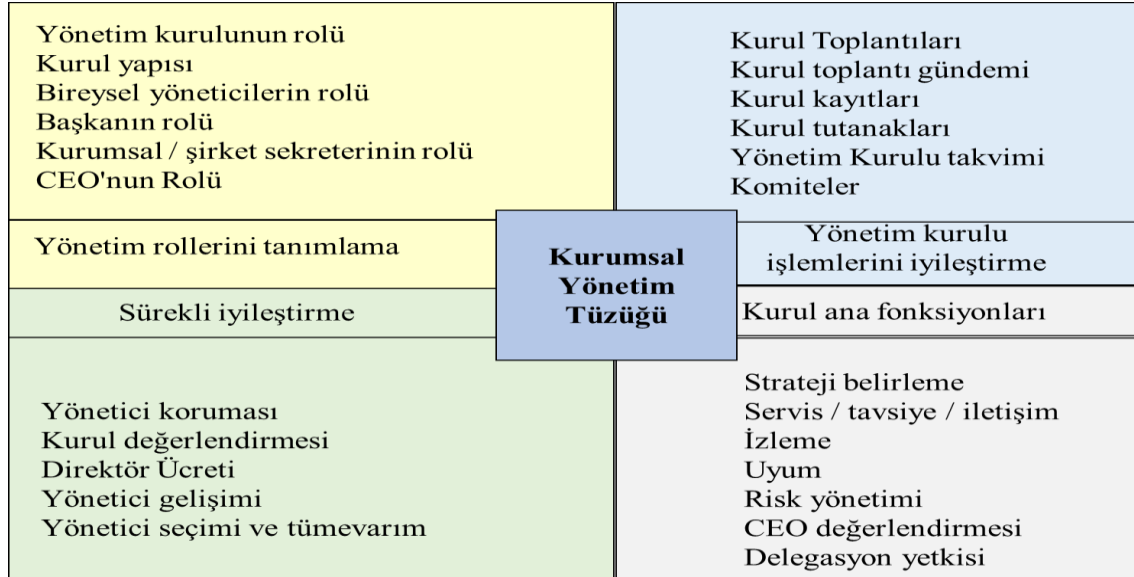 Yönetim kurulunun rolü
Kurul yapısı
Bireysel yöneticilerin rolü
Başkanın rolü
Kurumsal / şirket sekreterinin rolü
CEO'nun Rolü
Yönetim rollerini tanımlama
Kurul Toplantıları
Kurul toplantı gündemi
Kurul kayıtları
Kurul tutanakları
Yönetim Kurulu takvimi
Komiteler
Yönetim kurulu
işlemlerini iyileştirme
Kurumsal
Yönetim
Tüzüğü
Sürekli iyileştirme
Yönetici koruması
Kurul değerlendirmesi
Direktör Ücreti
Yönetici gelişimi
Yönetici seçimi ve tümevarım
Kurul ana fonksiyonları
Strateji belirleme
Servis / tavsiye / iletişim
İzleme
Uyum
Risk yönetimi
CEO değerlendirmesi
Delegasyon yetkisi